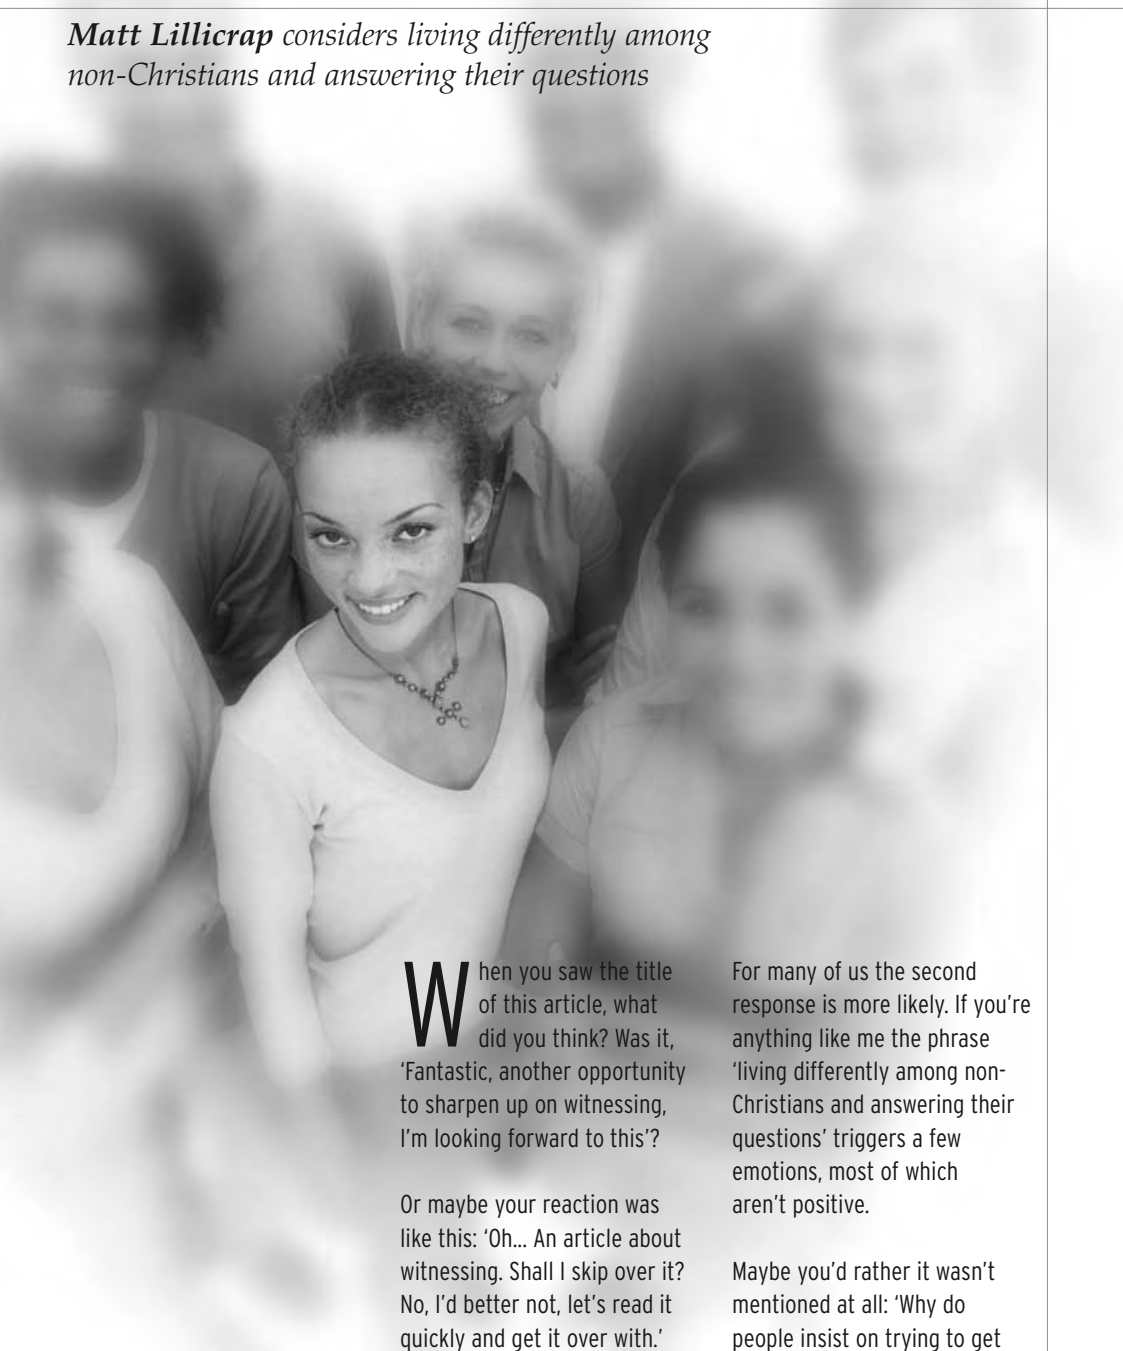 Matt Lillicrap considers living differently among
non-Christians and answering their questions
When you saw the title
of this article, what
did you think? Was it,
‘Fantastic, another opportunity
to sharpen up on witnessing,
I’m looking forward to this’?
Or maybe your reaction was
like this: ‘Oh... An article about
witnessing. Shall I skip over it?
No, I’d better not, let’s read it
quickly and get it over with.’
For many of us the second
response is more likely. If you’re
anything like me the phrase
‘living differently among non-
Christians and answering their
questions’ triggers a few
emotions, most of which
aren’t positive.
Maybe you’d rather it wasn’t
mentioned at all: ‘Why do
people insist on trying to get